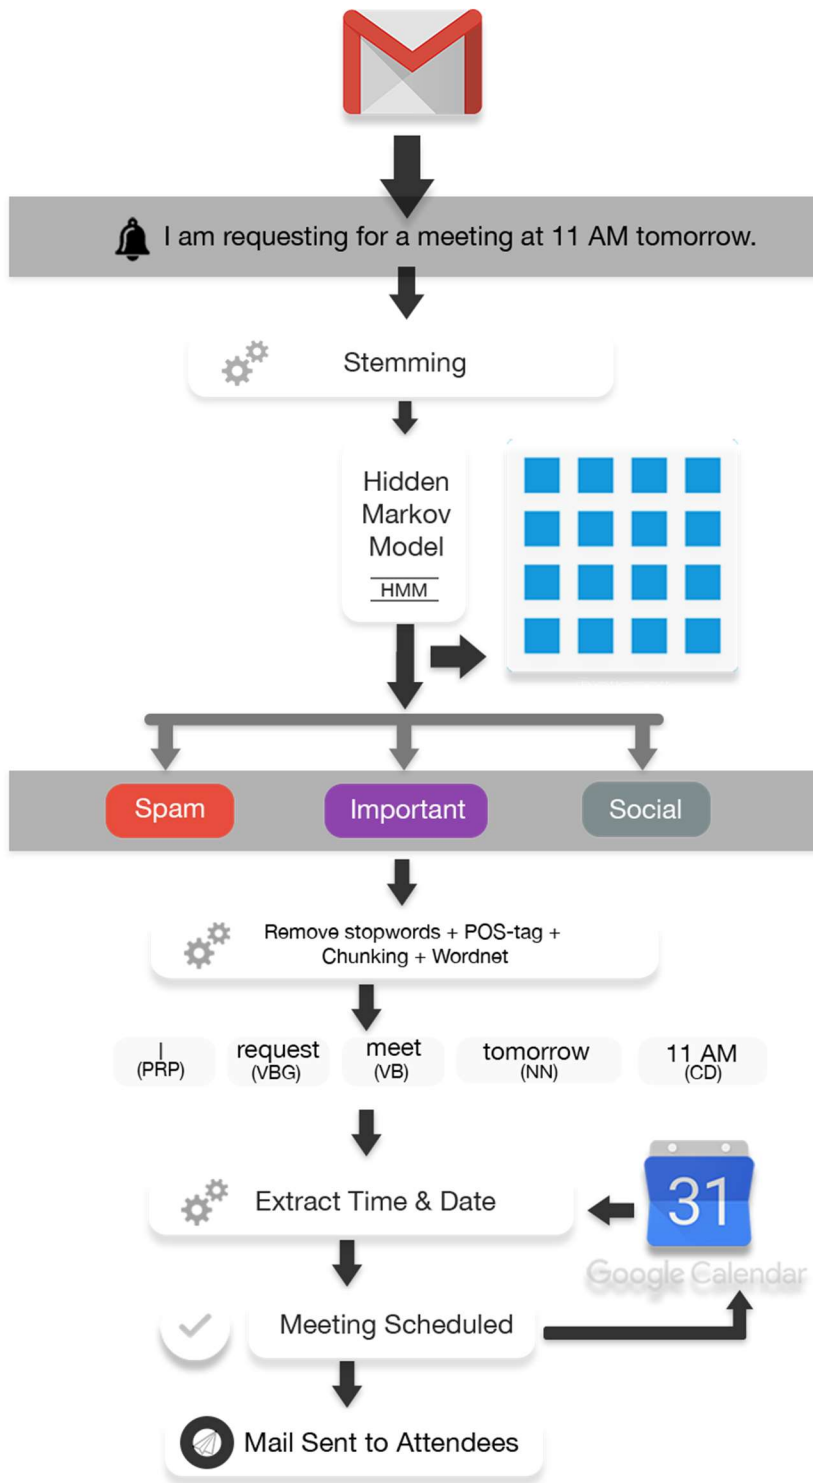 I am requesting for a meeting at 11 AM tomorrow.
Stemming
Hidden
Markov
Model
HMM
Spam
Important
Social
Remove stopwords + POS-tag +
Chunking + Wordnet
I
(PRP)
request
(VBG)
meet
(VB)
tomorrow
(NN)
11 AM
(CD)
Extract Time & Date
31
Google Calendar
Meeting Scheduled
Mail Sent to Attendees